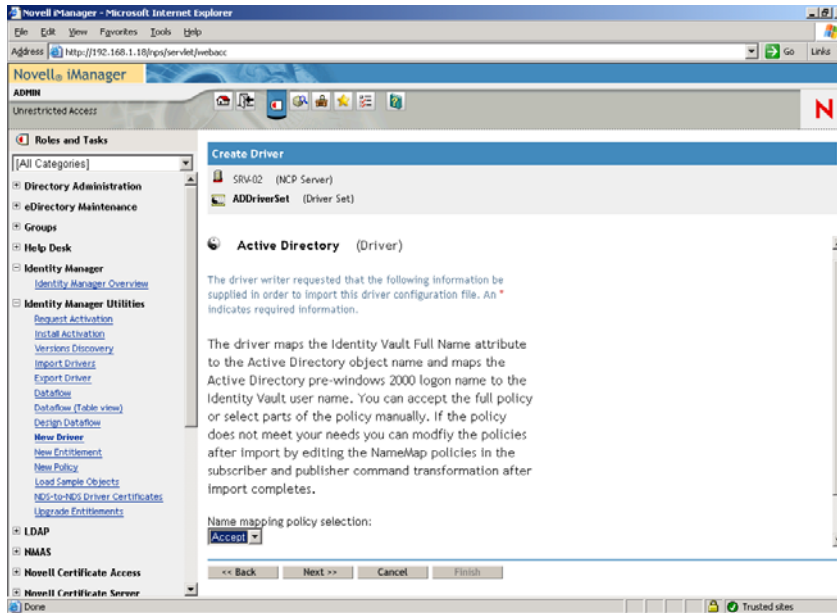 Novell iManager - Microsoft Internet Explorer
File Edit View Favorites Tools Help
Address http://192.168.1.18/nps/servlet/webacc Go Links
Novell® iManager
ADMIN
Unrestricted Access
N
Roles and Tasks
[All Categories]
Directory Administration
eDirectory Maintenance
Groups
Help Desk
Identity Manager
Identity Manager Overview
Identity Manager Utilities
Request Activation
Install Activation
Versions Discovery
Import Drivers
Export Driver
Dataflow
Dataflow (Table view)
Design Dataflow
New Driver
New Entitlement
New Policy
Load Sample Objects
NDS-to-NDS Driver Certificates
Upgrade Entitlements
LDAP
NMAS
Novell Certificate Access
Novell Certificate Server
Create Driver
SRV-02 (NCP Server)
ADDriverSet (Driver Set)
Active Directory (Driver)
The driver writer requested that the following information be
supplied in order to import this driver configuration file. An *
indicates required information.
The driver maps the Identity Vault Full Name attribute
to the Active Directory object name and maps the
Active Directory pre-windows 2000 logon name to the
Identity Vault user name. You can accept the full policy
or select parts of the policy manually. If the policy
does not meet your needs you can modfiy the policies
after import by editing the NameMap policies in the
subscriber and publisher command transformation after
import completes.
Name mapping policy selection:
Accept
<< Back Next >> Cancel Finish
Done Trusted sites